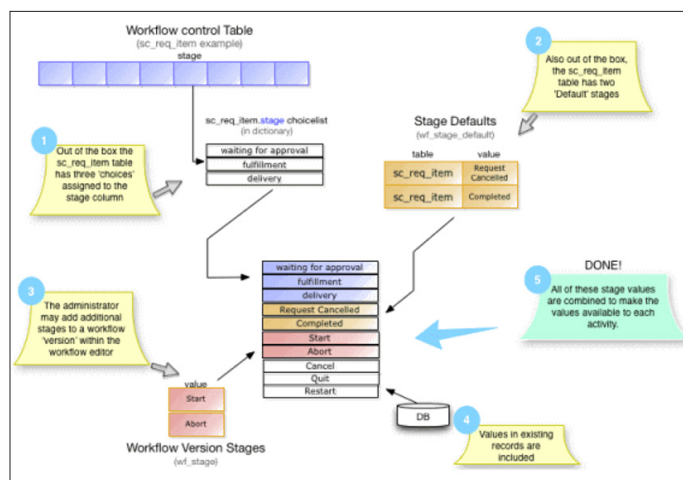 Workflow control Table
(sc_req_item example)
stage
2
Also out of the box,
the sc_req_item
table has two
'Default' stages
sc_req_item.stage choicelist
(in dictionary)
Stage Defaults
(wf_stage_default)
1
Out of the box the
sc_req_item table
has three 'choices'
assigned to the
stage column
waiting for approval
fulfillment
delivery
table value
sc_req_item Request
Cancelled
sc_req_item Completed
3
The administrator
may add additional
stages to a workflow
'version' within the
workflow editor
waiting for approval
fulfillment
delivery
Request Cancelled
Completed
Start
Abort
Cancel
Quit
Restart
DONE!
5
All of these stage values
are combined to make the
values available to each
activity.
value
Start
Abort
Workflow Version Stages
(wf_stage)
DB
4
Values in existing
records are
included